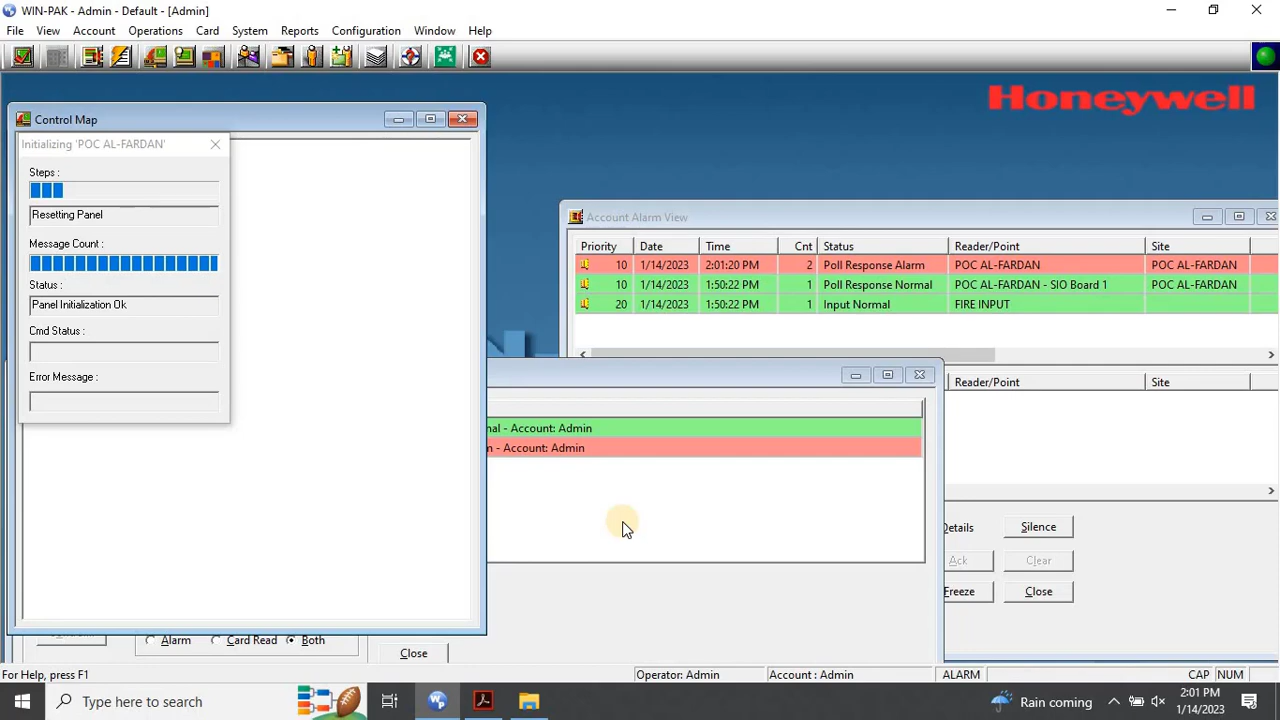 WIN-PAK - Admin - Default - [Admin]
File View Account Operations Card System Reports Configuration Window Help
Honeywell
Control Map
Initializing 'POC AL-FARDAN'
Steps :
Resetting Panel
Message Count :
Status :
Panel Initialization Ok
Cmd Status :
Error Message :
Account Alarm View
Priority Date Time Cnt Status Reader/Point Site
10 1/14/2023 2:01:20 PM 2 Poll Response Alarm POC AL-FARDAN POC AL-FARDAN
10 1/14/2023 1:50:22 PM 1 Poll Response Normal POC AL-FARDAN - SIO Board 1 POC AL-FARDAN
20 1/14/2023 1:50:22 PM 1 Input Normal FIRE INPUT
Reader/Point Site
nal - Account: Admin
m - Account: Admin
Details Silence
Ack Clear
Freeze Close
Alarm Card Read Both
Close
For Help, press F1 Operator: Admin Account : Admin ALARM CAP NUM
Type here to search
Rain coming 2:01 PM
1/14/2023